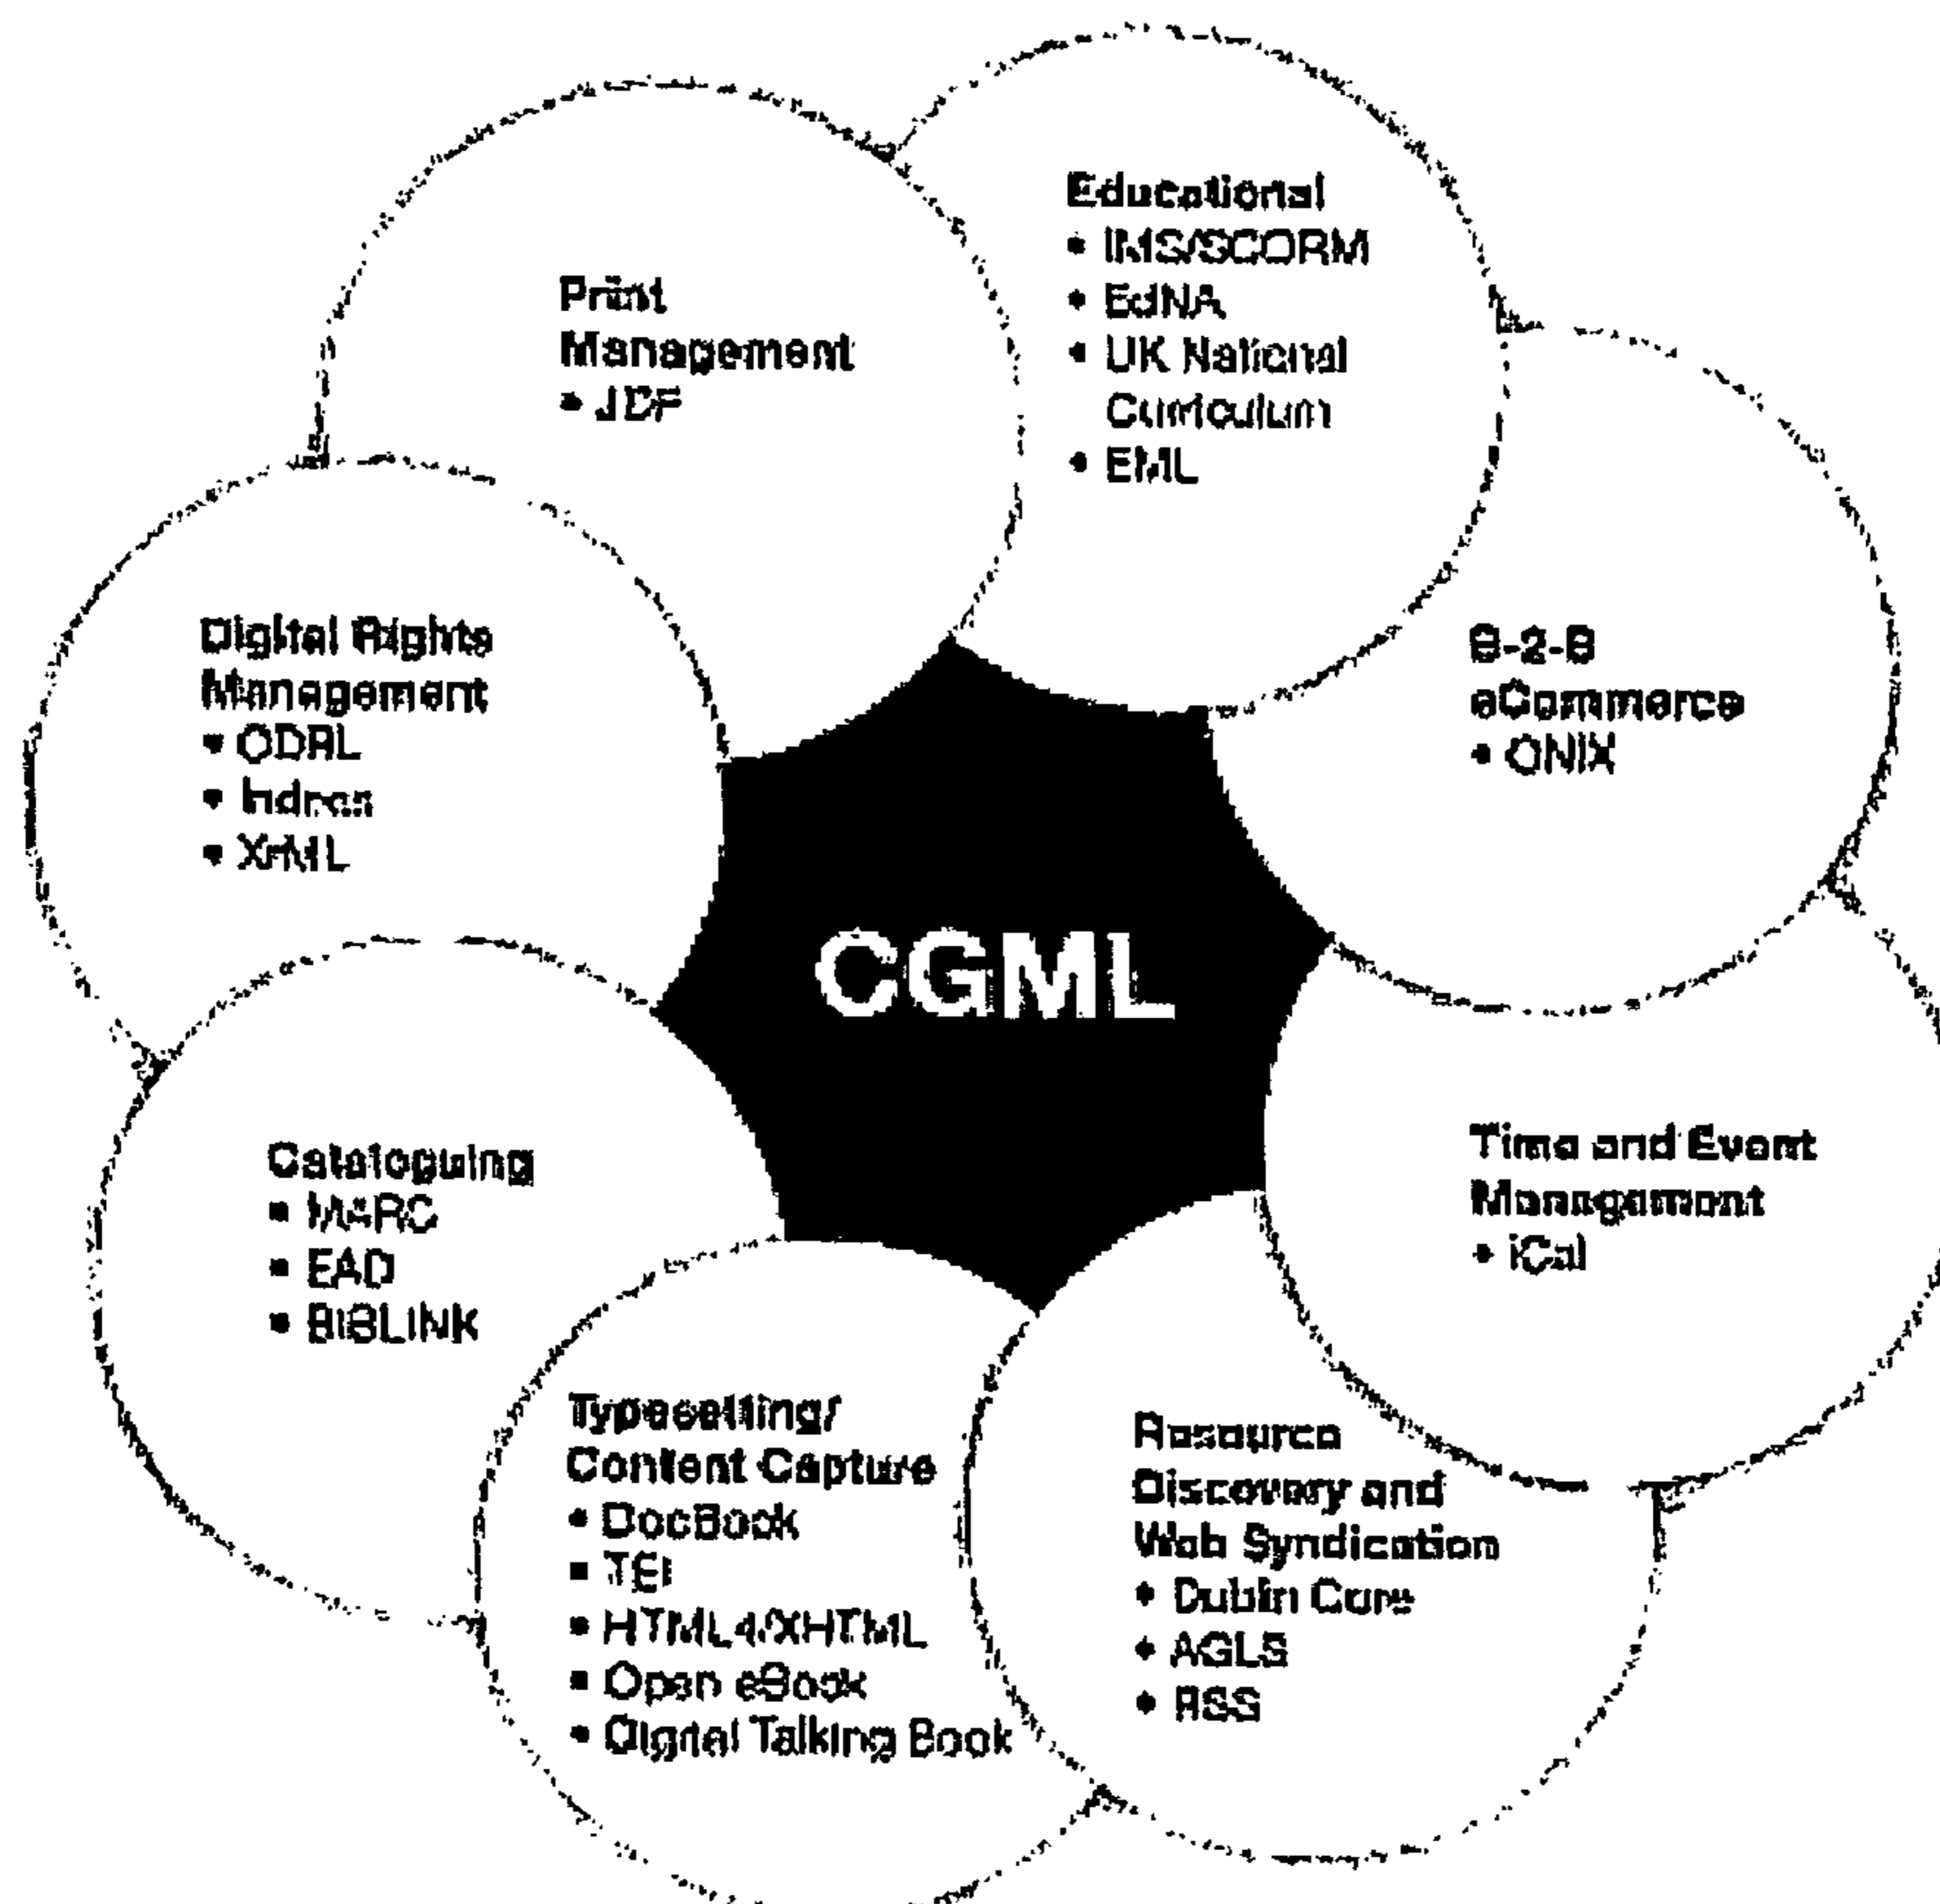 Educational
• IMS/SCORM
• EdNA
• UK National
Curriculum
• EML
Print
Management
• JDF
B-2-B
eCommerce
• ONIX
Digital Rights
Management
• ODRL
• Indecs
• XrML
CGML
Time and Event
Management
• iCal
Cataloguing
▪ MARC
▪ EAD
▪ BIBLINK
Typesetting/
Content Capture
• DocBook
▪ TEI
• HTML4/XHTML
▪ Open eBook
• Digital Talking Book
Resource
Discovery and
Web Syndication
• Dublin Core
• AGLS
• RSS